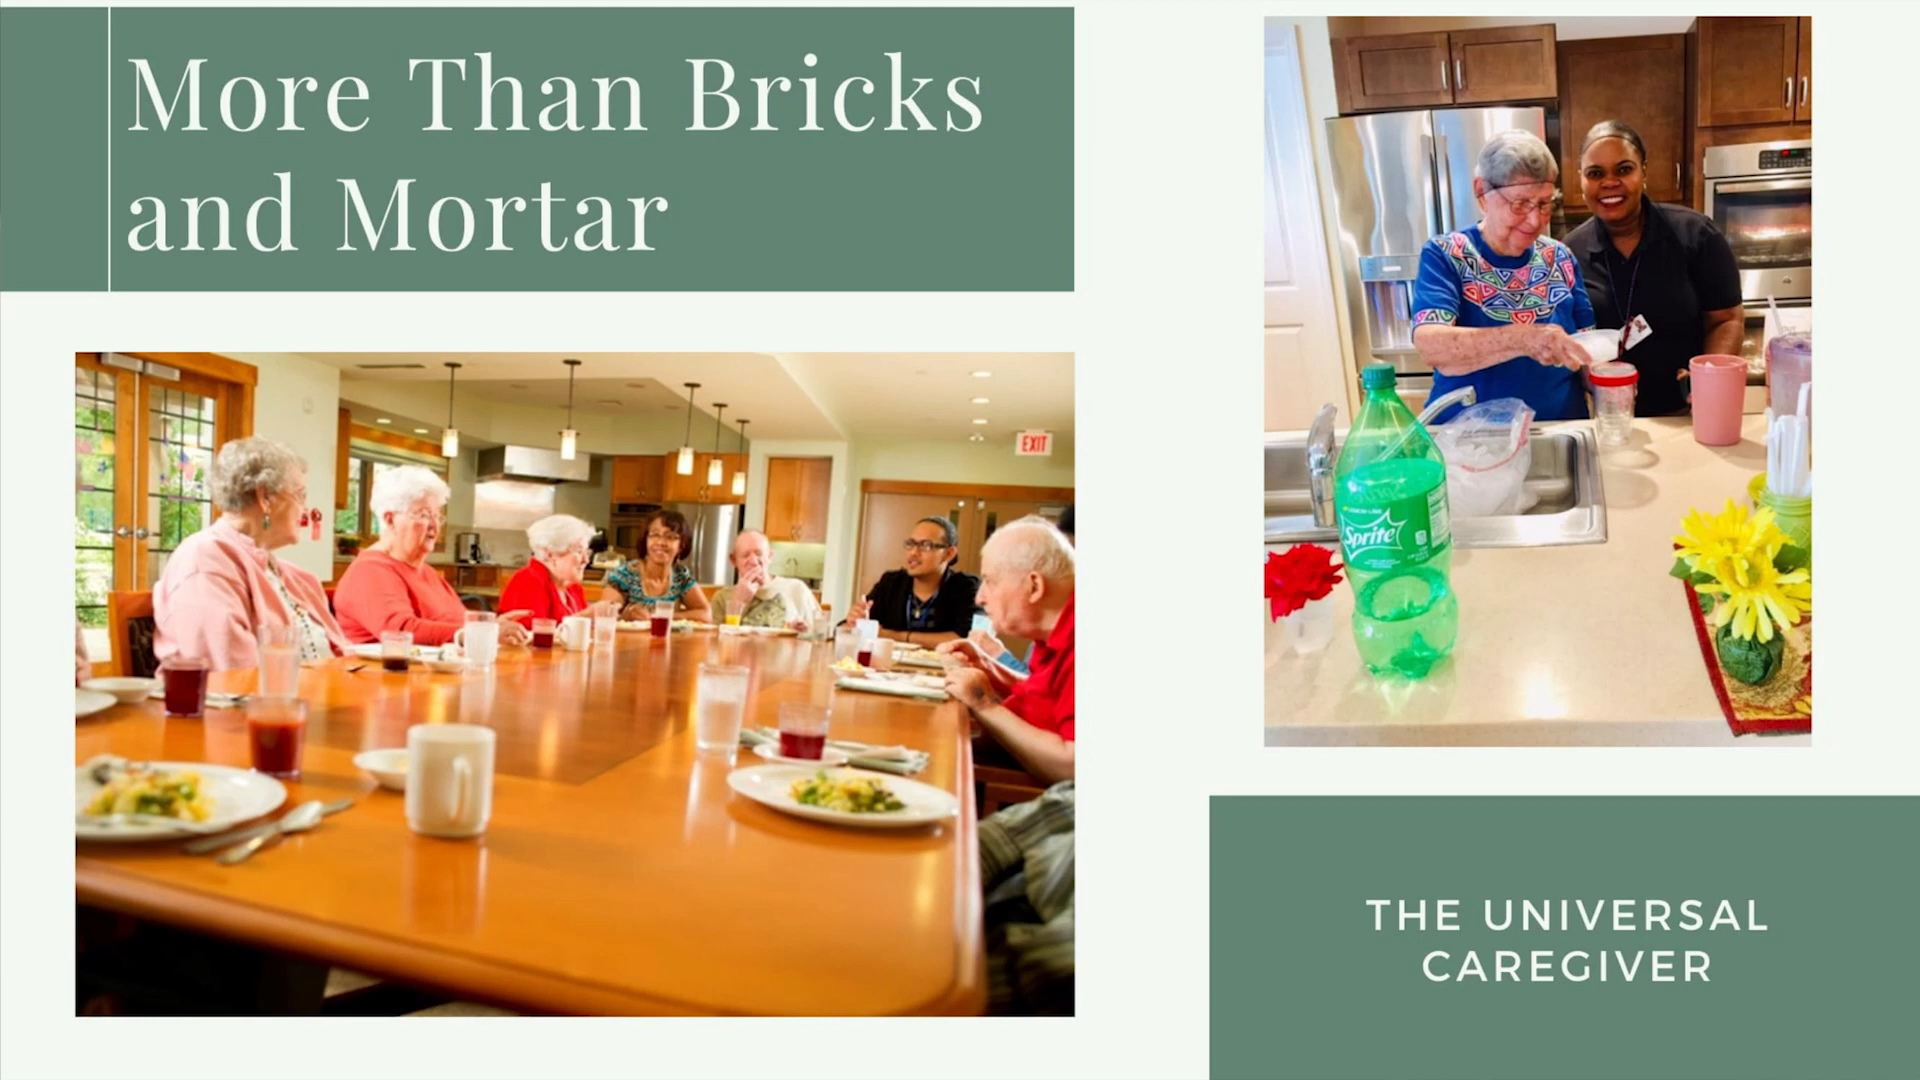 More Than Bricks
and Mortar
EXIT
Sprite
THE UNIVERSAL
CAREGIVER